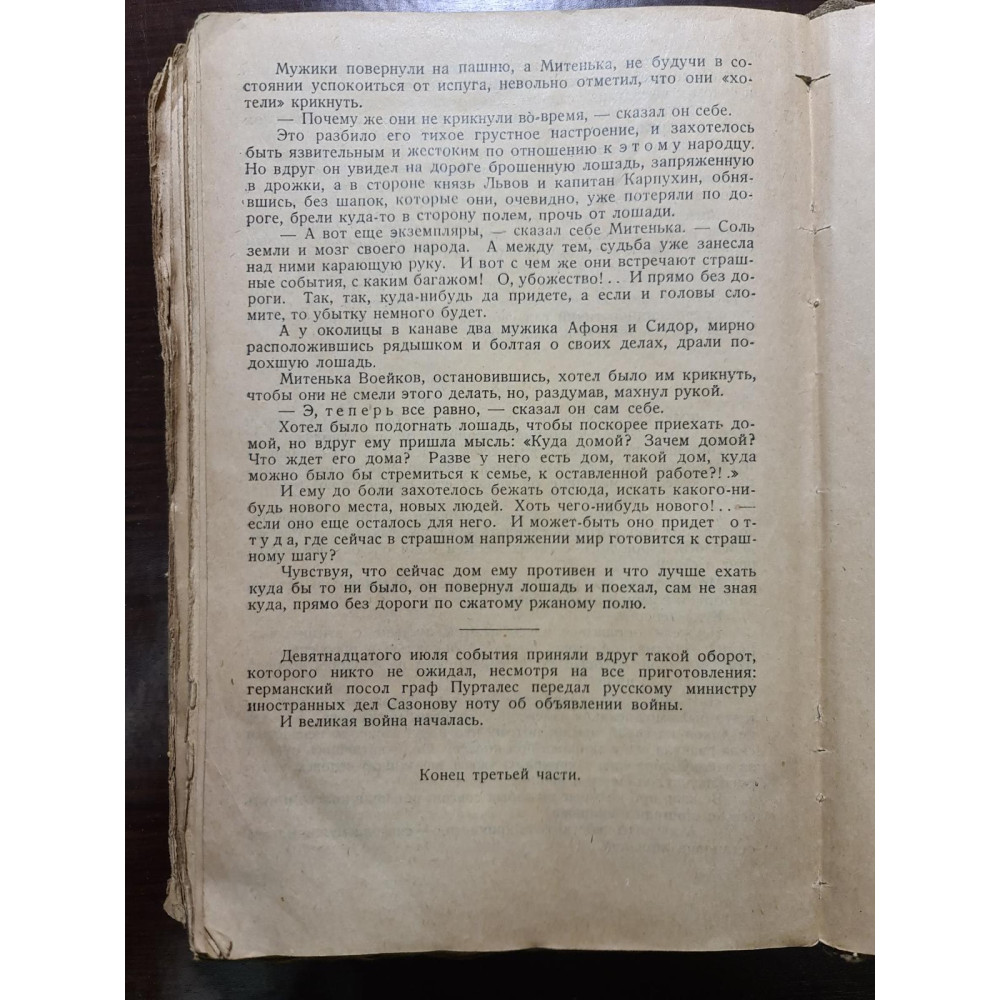 Мужики повернули на пашню, а Митенька, не будучи в со-
стоянии успокоиться от испуга, невольно отметил, что они «хо-
тели» крикнуть.
— Почему же они не крикнули во-время, — сказал он себе.
Это разбило его тихое грустное настроение, и захотелось
быть язвительным и жестоким по отношению к э т о м у народцу.
Но вдруг он увидел на дороге брошенную лошадь, запряженную
в дрожки, а в стороне князь Львов и капитан Карпухин, обня-
вшись, без шапок, которые они, очевидно, уже потеряли по до-
роге, брели куда-то в сторону полем, прочь от лошади.
— А вот еще экземпляры, — сказал себе Митенька. — Соль
земли и мозг своего народа. А между тем, судьба уже занесла
над ними карающую руку. И вот с чем же они встречают страш-
ные события, с каким багажом! О, убожество!.. И прямо без до-
роги. Так, так, куда-нибудь да придете, а если и головы сло-
мите, то убытку немного будет.
А у околицы в канаве два мужика Афоня и Сидор, мирно
расположившись рядышком и болтая о своих делах, драли по-
дохшую лошадь.
Митенька Воейков, остановившись, хотел было им крикнуть,
чтобы они не смели этого делать, но, раздумав, махнул рукой.
— Э, т е п е р ь все равно, — сказал он сам себе.
Хотел было подогнать лошадь, чтобы поскорее приехать до-
мой, но вдруг ему пришла мысль: «Куда домой? Зачем домой?
Что ждет его дома? Разве у него есть дом, такой дом, куда
можно было бы стремиться к семье, к оставленной работе?!.»
И ему до боли захотелось бежать отсюда, искать какого-ни-
будь нового места, новых людей. Хоть чего-нибудь нового!.. —
если оно еще осталось для него. И может-быть оно придет о т-
т у д а, где сейчас в страшном напряжении мир готовится к страш-
ному шагу?
Чувствуя, что сейчас дом ему противен и что лучше ехать
куда бы то ни было, он повернул лошадь и поехал, сам не зная
куда, прямо без дороги по сжатому ржаному полю.
Девятнадцатого июля события приняли вдруг такой оборот,
которого никто не ожидал, несмотря на все приготовления:
германский посол граф Пурталес передал русскому министру
иностранных дел Сазонову ноту об объявлении войны.
И великая война началась.
Конец третьей части.